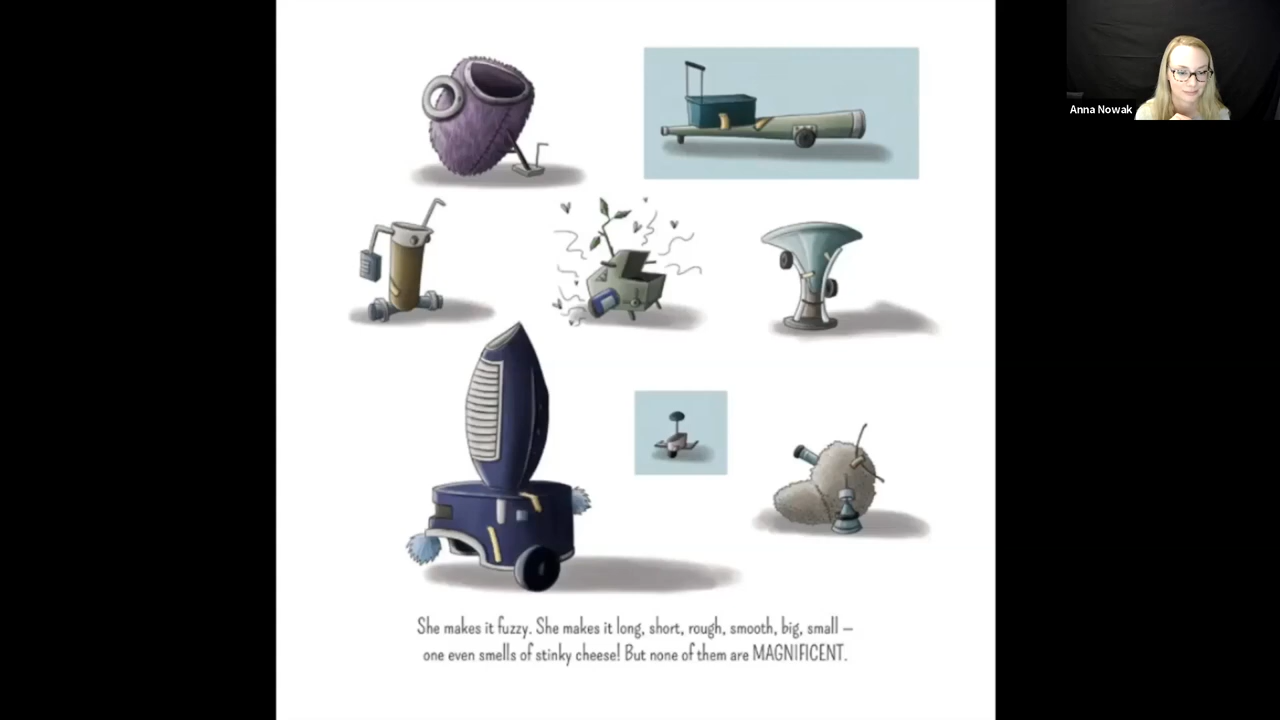 Anna Nowak
She makes it fuzzy. She makes it long, short, rough, smooth, big, small —
one even smells of stinky cheese! But none of them are MAGNIFICENT.